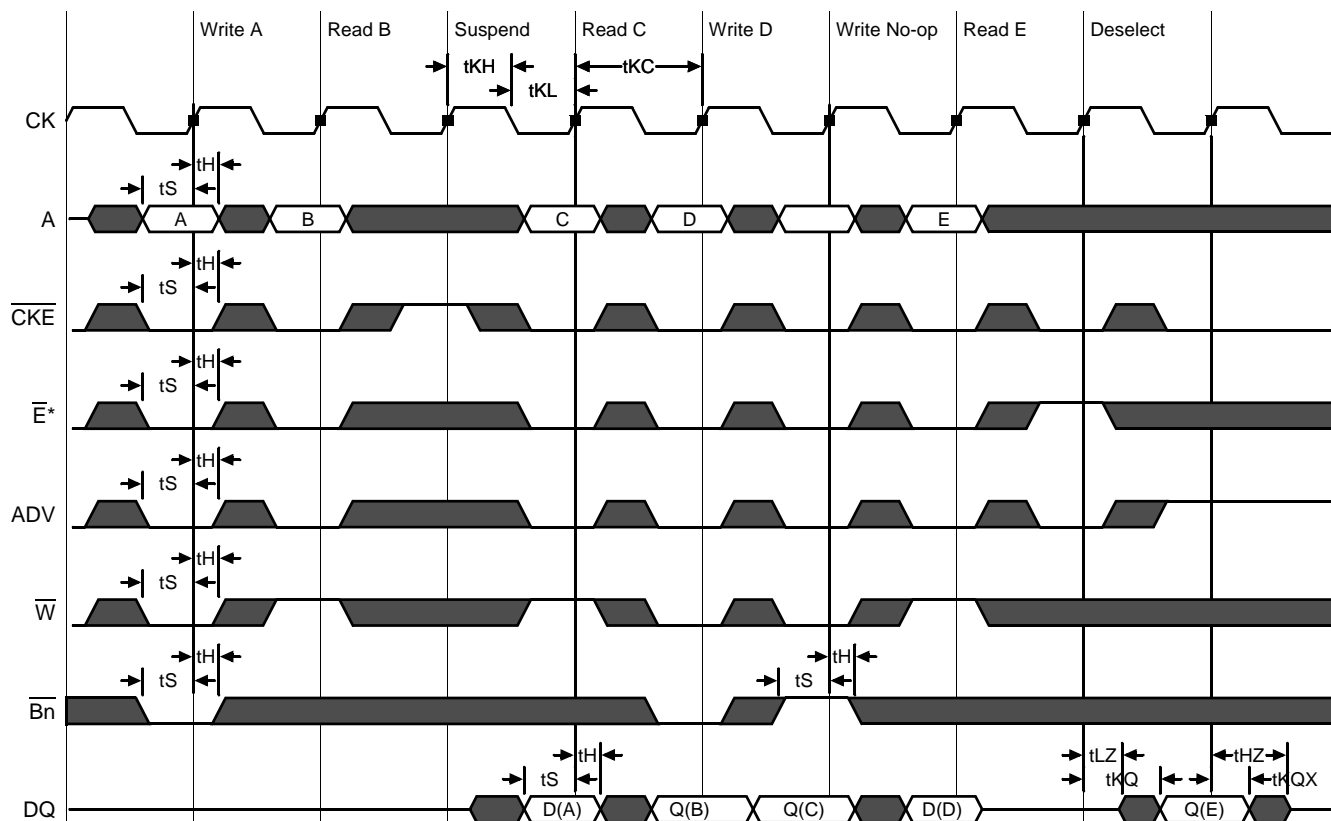 Write A Read B Suspend Read C Write D Write No-op Read E Deselect
tKH tKC
tKL
CK
tH
tS
A A B C D E
tH
tS
CKE
tH
tS
E*
tH
tS
ADV
tH
tS
W
tH tH
tS tS
Bn
tH tLZ tHZ
tS tKQ tKQX
DQ D(A) Q(B) Q(C) D(D) Q(E)